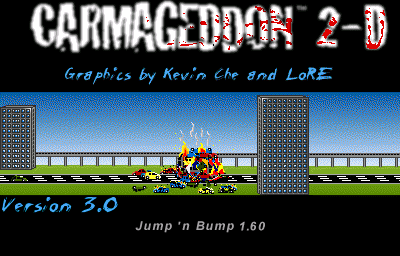 CARMAGEDDON™ 2-D
Graphics by Kevin Che and LoRE
Version 3.0
Jump 'n Bump 1.60